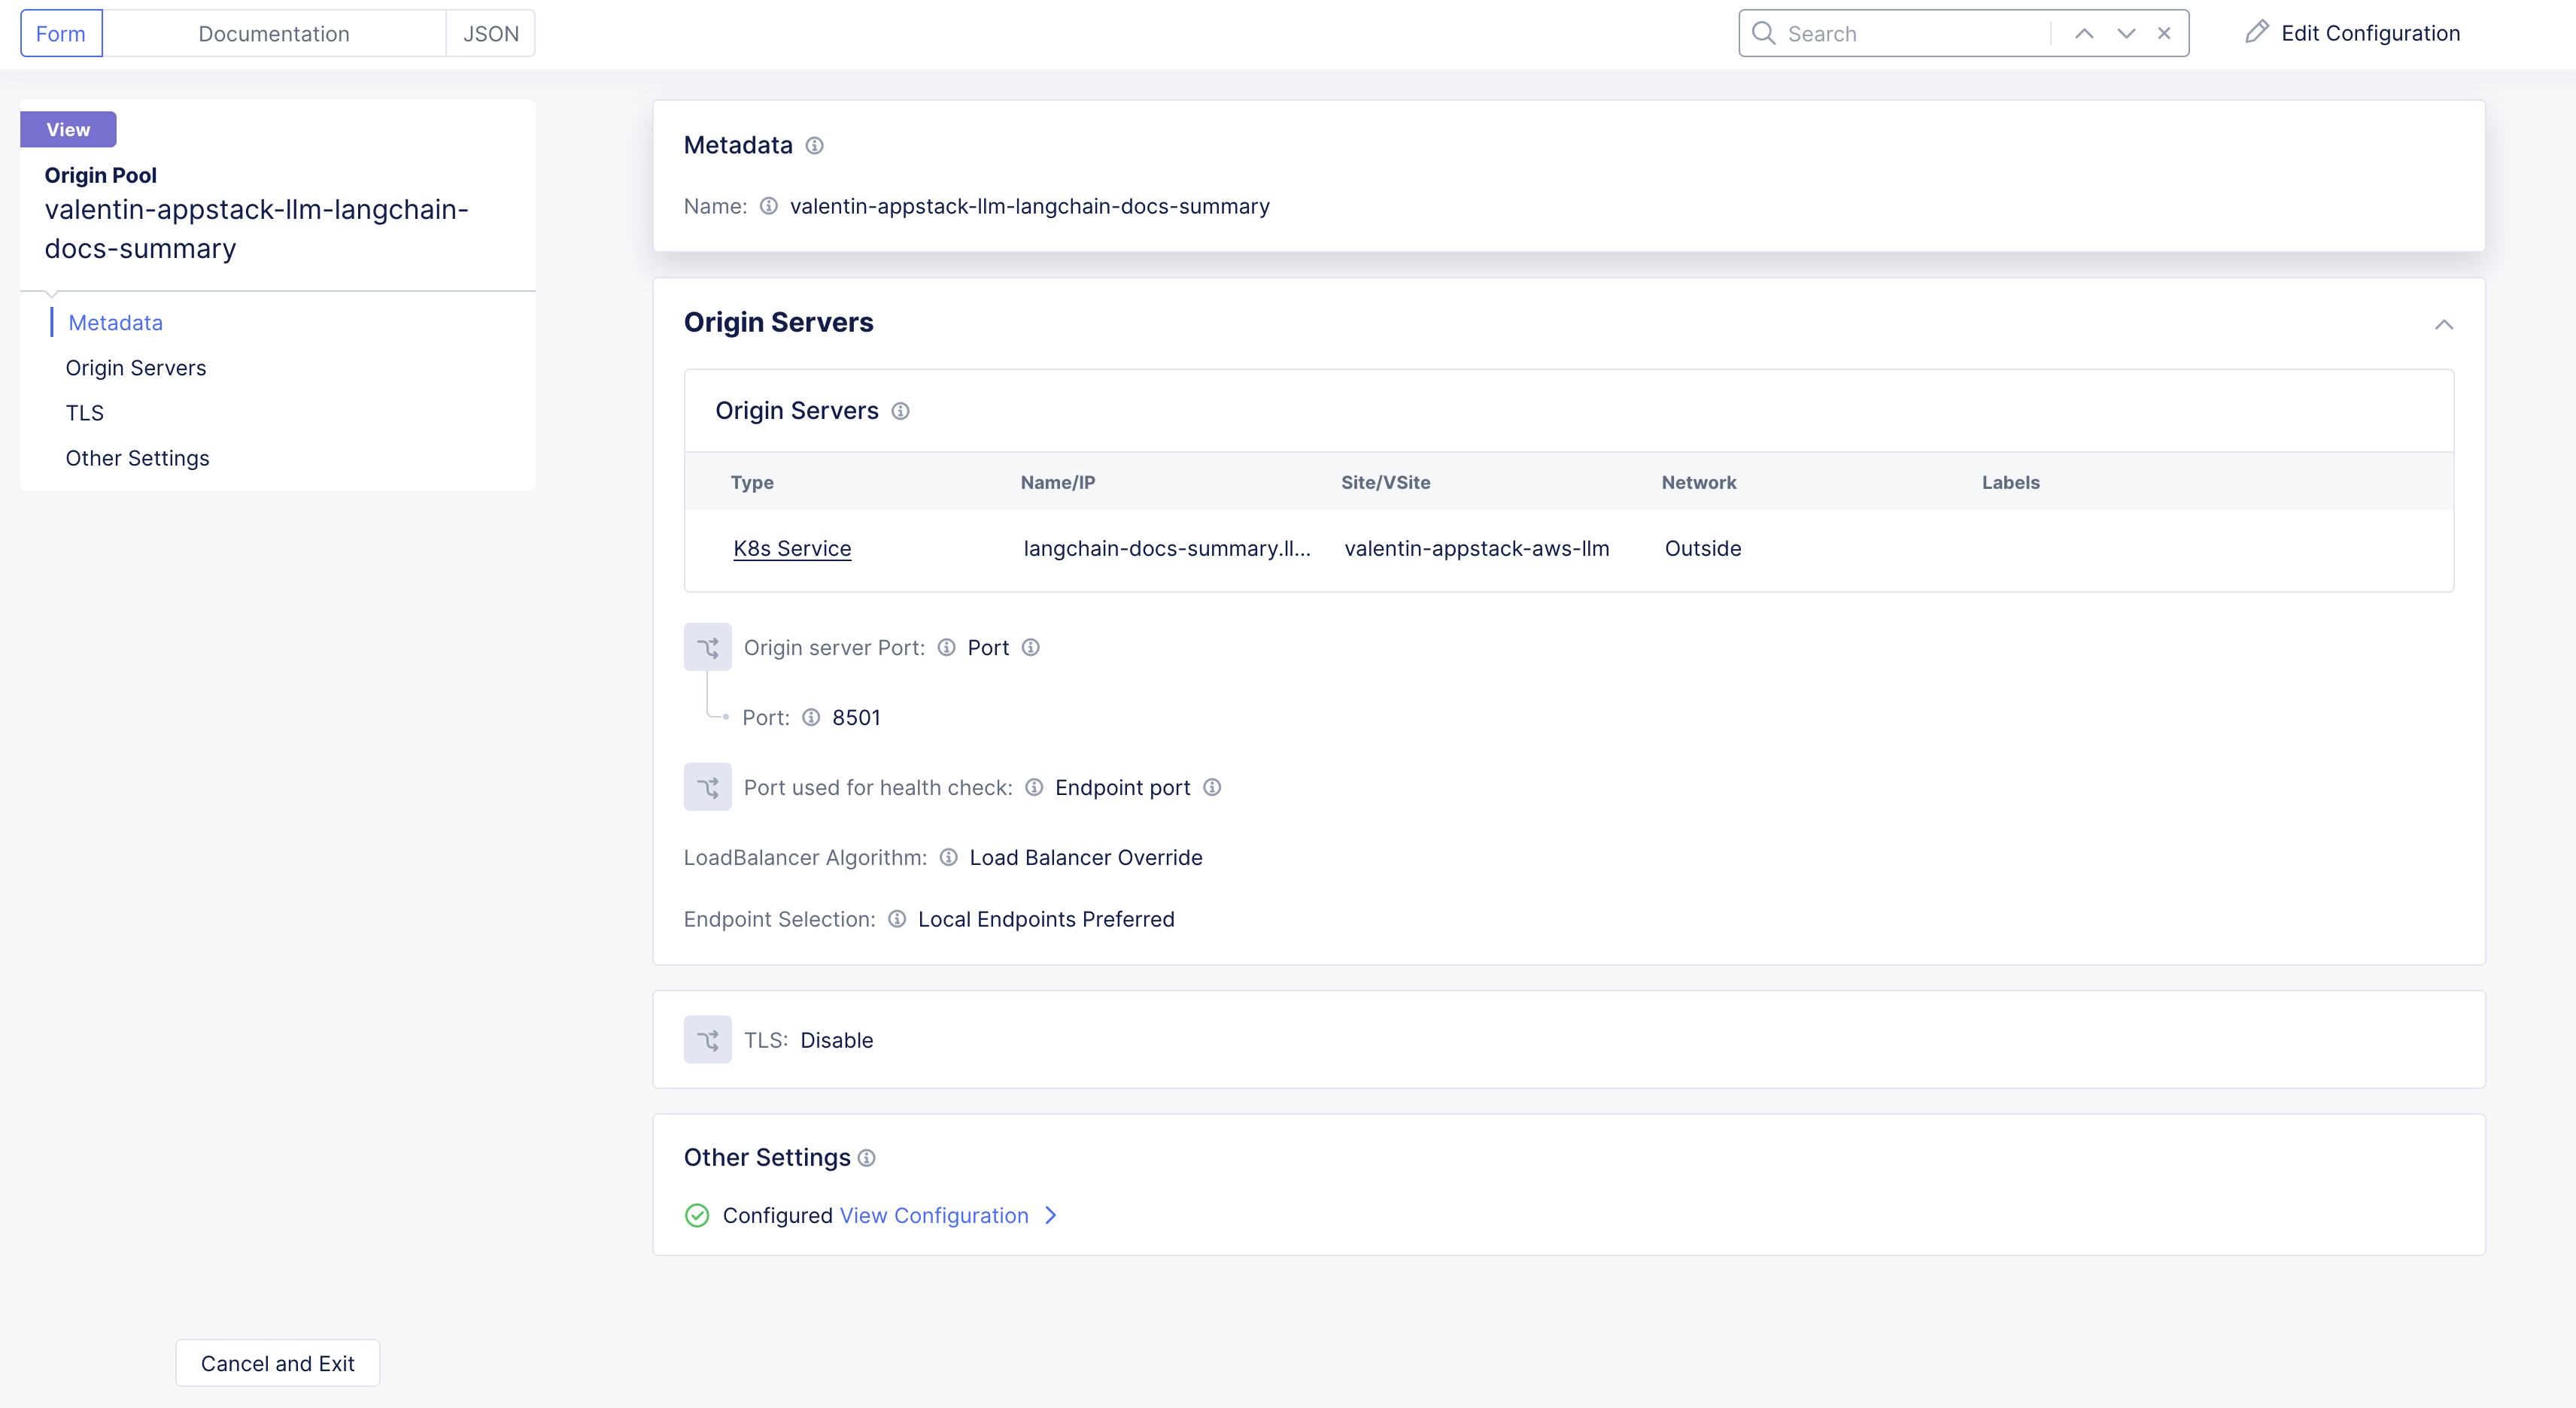 Form
Documentation
JSON
Search
Edit Configuration
View
Origin Pool
valentin-appstack-llm-langchain-
docs-summary
Metadata
Origin Servers
TLS
Other Settings
Cancel and Exit
Metadata
Name: valentin-appstack-llm-langchain-docs-summary
Origin Servers
Origin Servers
Type Name/IP Site/VSite Network Labels
K8s Service langchain-docs-summary.ll... valentin-appstack-aws-llm Outside
Origin server Port: Port
Port: 8501
Port used for health check: Endpoint port
LoadBalancer Algorithm: Load Balancer Override
Endpoint Selection: Local Endpoints Preferred
TLS: Disable
Other Settings
Configured View Configuration